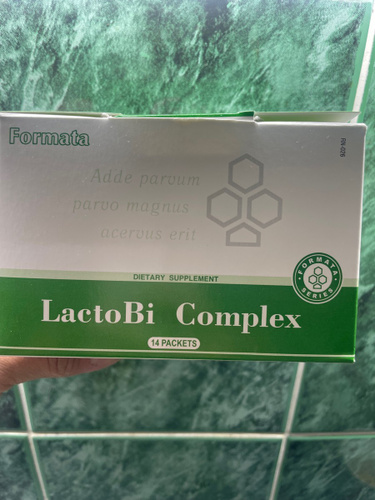 Formata
Adde parvum
parvo magnus
acervus erit
FORMATA
SERIES
DIETARY SUPPLEMENT
LactoBi Complex
14 PACKETS